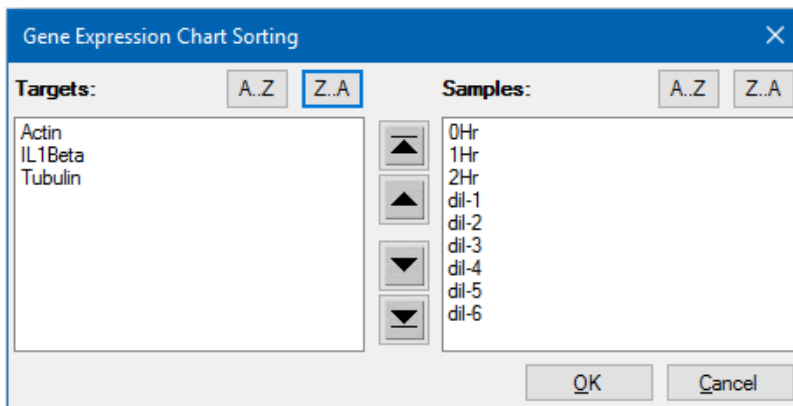 Gene Expression Chart Sorting
Targets: A..Z Z..A Samples: A..Z Z..A
Actin
IL1Beta
Tubulin
0Hr
1Hr
2Hr
dil-1
dil-2
dil-3
dil-4
dil-5
dil-6
OK Cancel